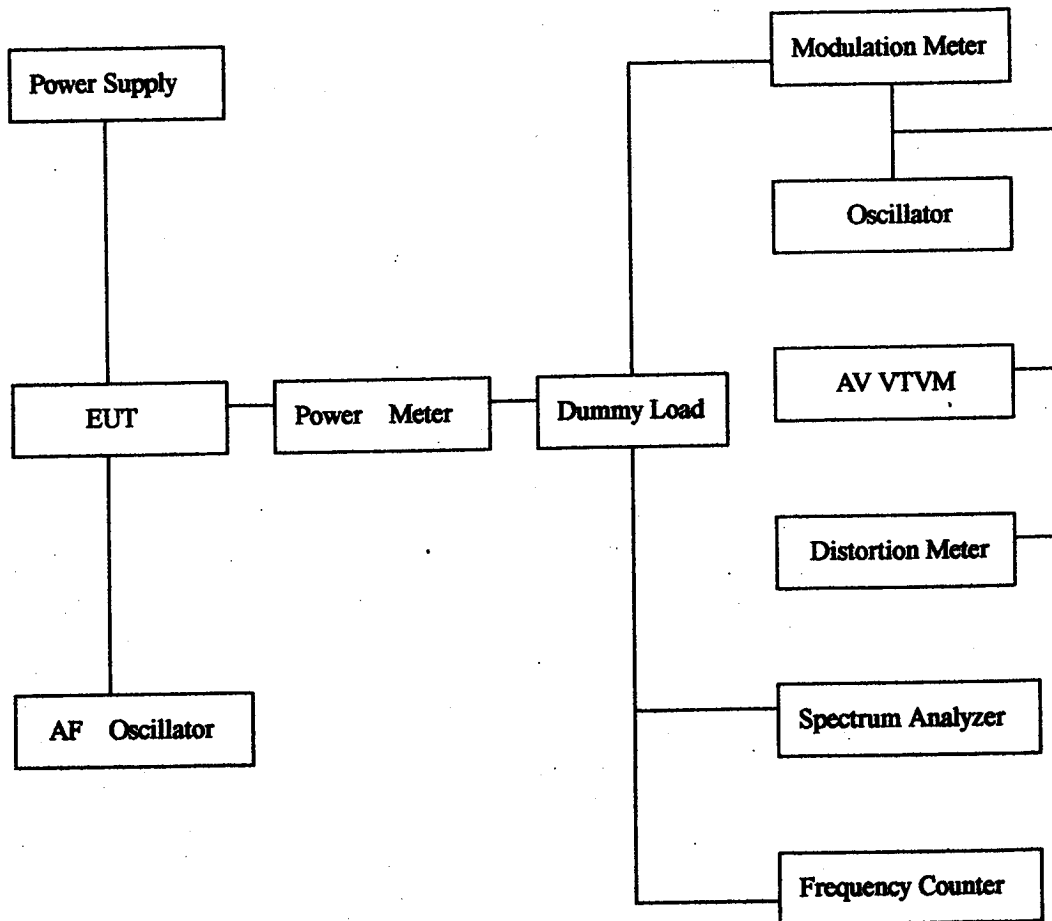 Modulation Meter
Power Supply
Oscillator
AV VTVM
EUT
Power Meter
Dummy Load
Distortion Meter
Spectrum Analyzer
AF Oscillator
Frequency Counter